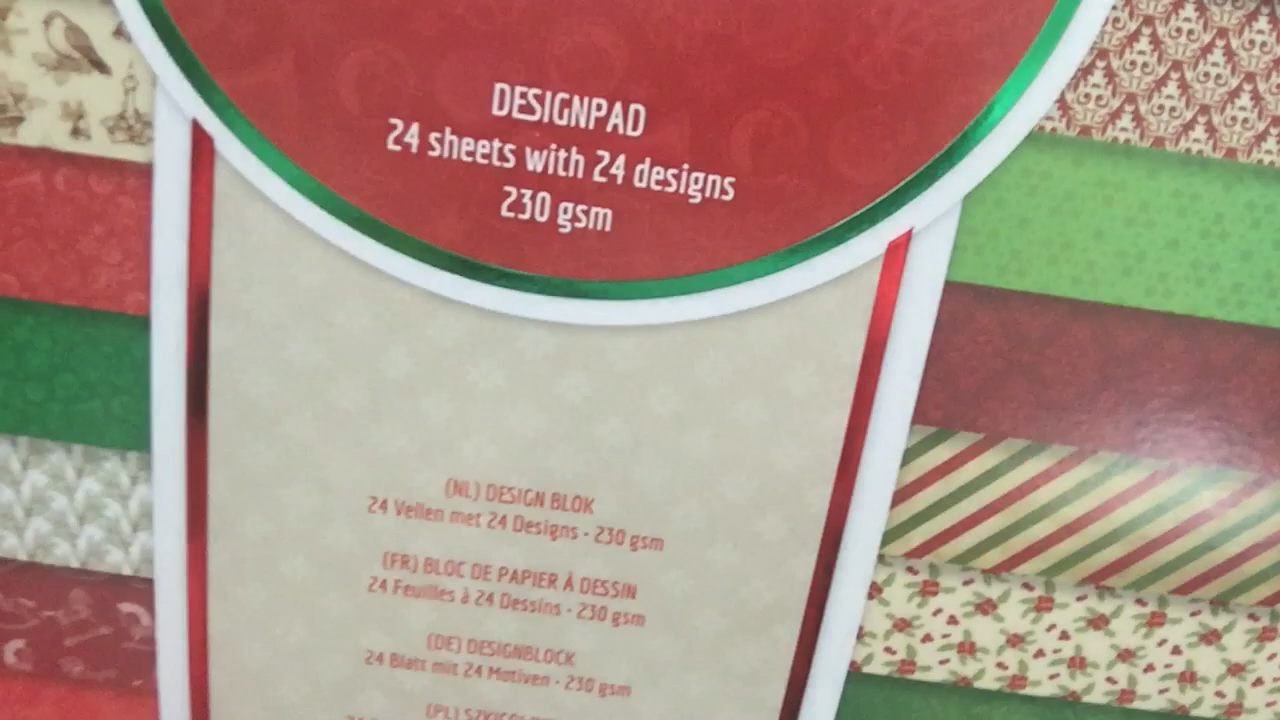 DESIGNPAD
24 sheets with 24 designs
230 gsm
(NL) DESIGN BLOK
24 Vellen met 24 Designs - 230 gsm
(FR) BLOC DE PAPIER À DESSIN
24 Feuilles à 24 Dessins - 230 gsm
(DE) DESIGNBLOCK
24 Blatt mit 24 Motiven - 230 gsm
(PL)